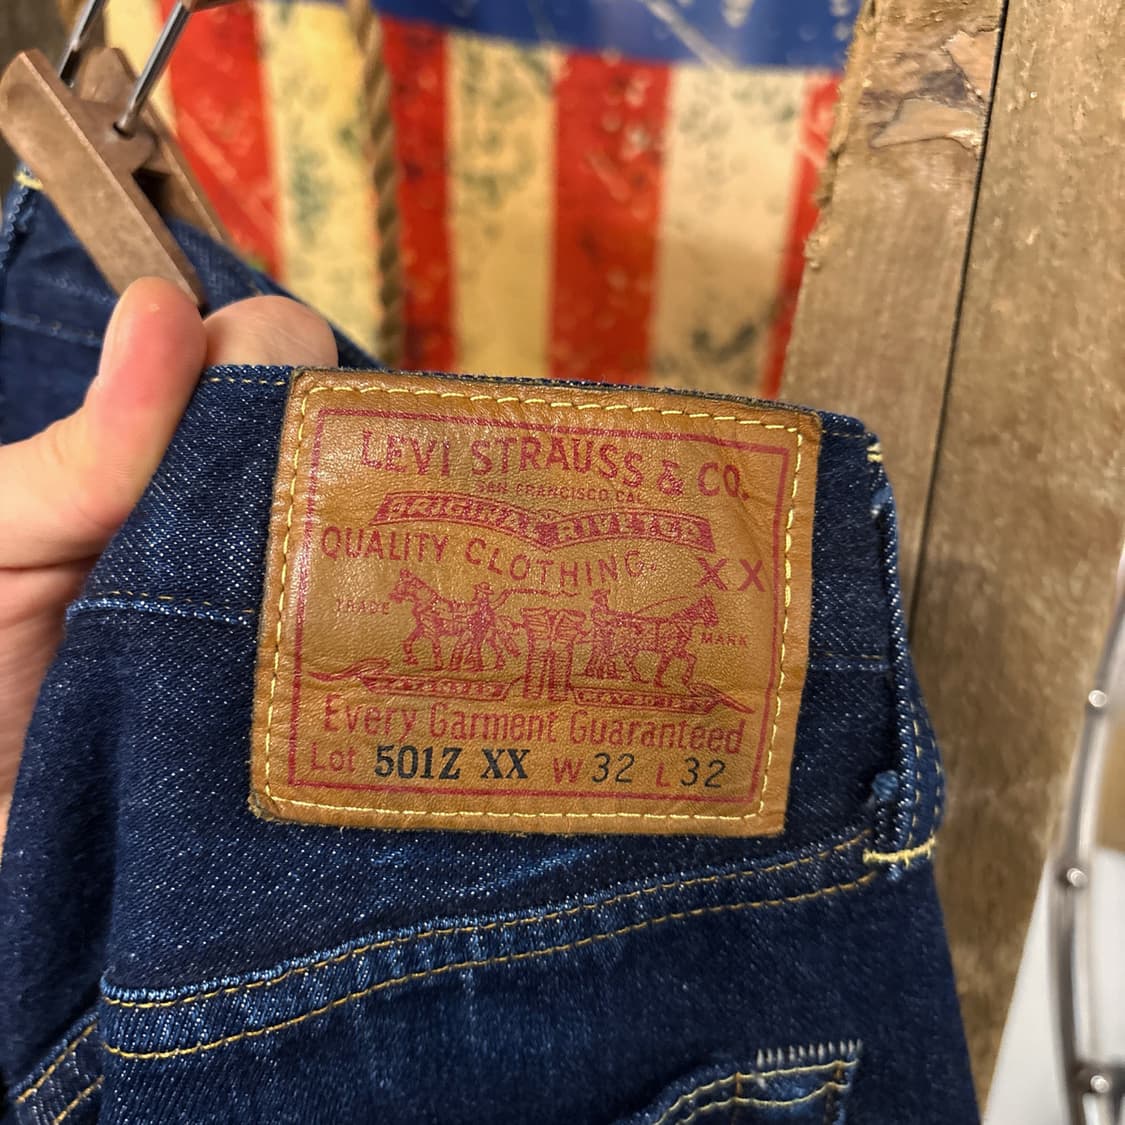 LEVI STRAUSS & CO.
SAN FRANCISCO CAL
ORIGINAL RIVETED
QUALITY CLOTHING.
XX
TRADE
MARK
Every Garment Guaranteed
Lot 501Z XX W 32 L 32